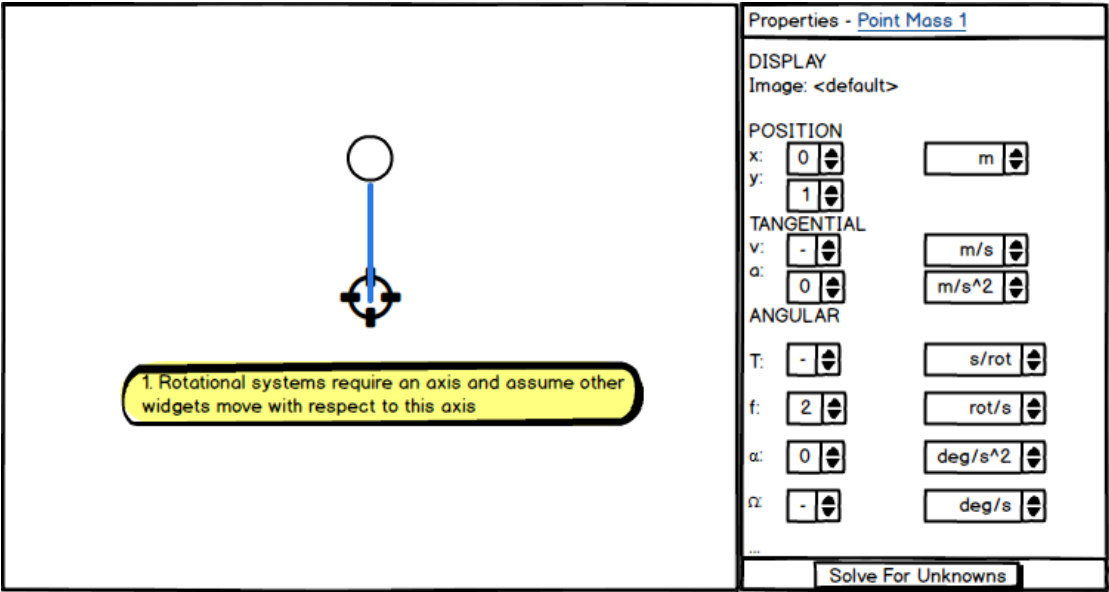 Properties - Point Mass 1
DISPLAY
Image: <default>
POSITION
x: 0 m
y: 1
TANGENTIAL
v: - m/s
a: 0 m/s^2
ANGULAR
T: - s/rot
f: 2 rot/s
α: 0 deg/s^2
Ω: - deg/s
...
Solve For Unknowns
1. Rotational systems require an axis and assume other
widgets move with respect to this axis